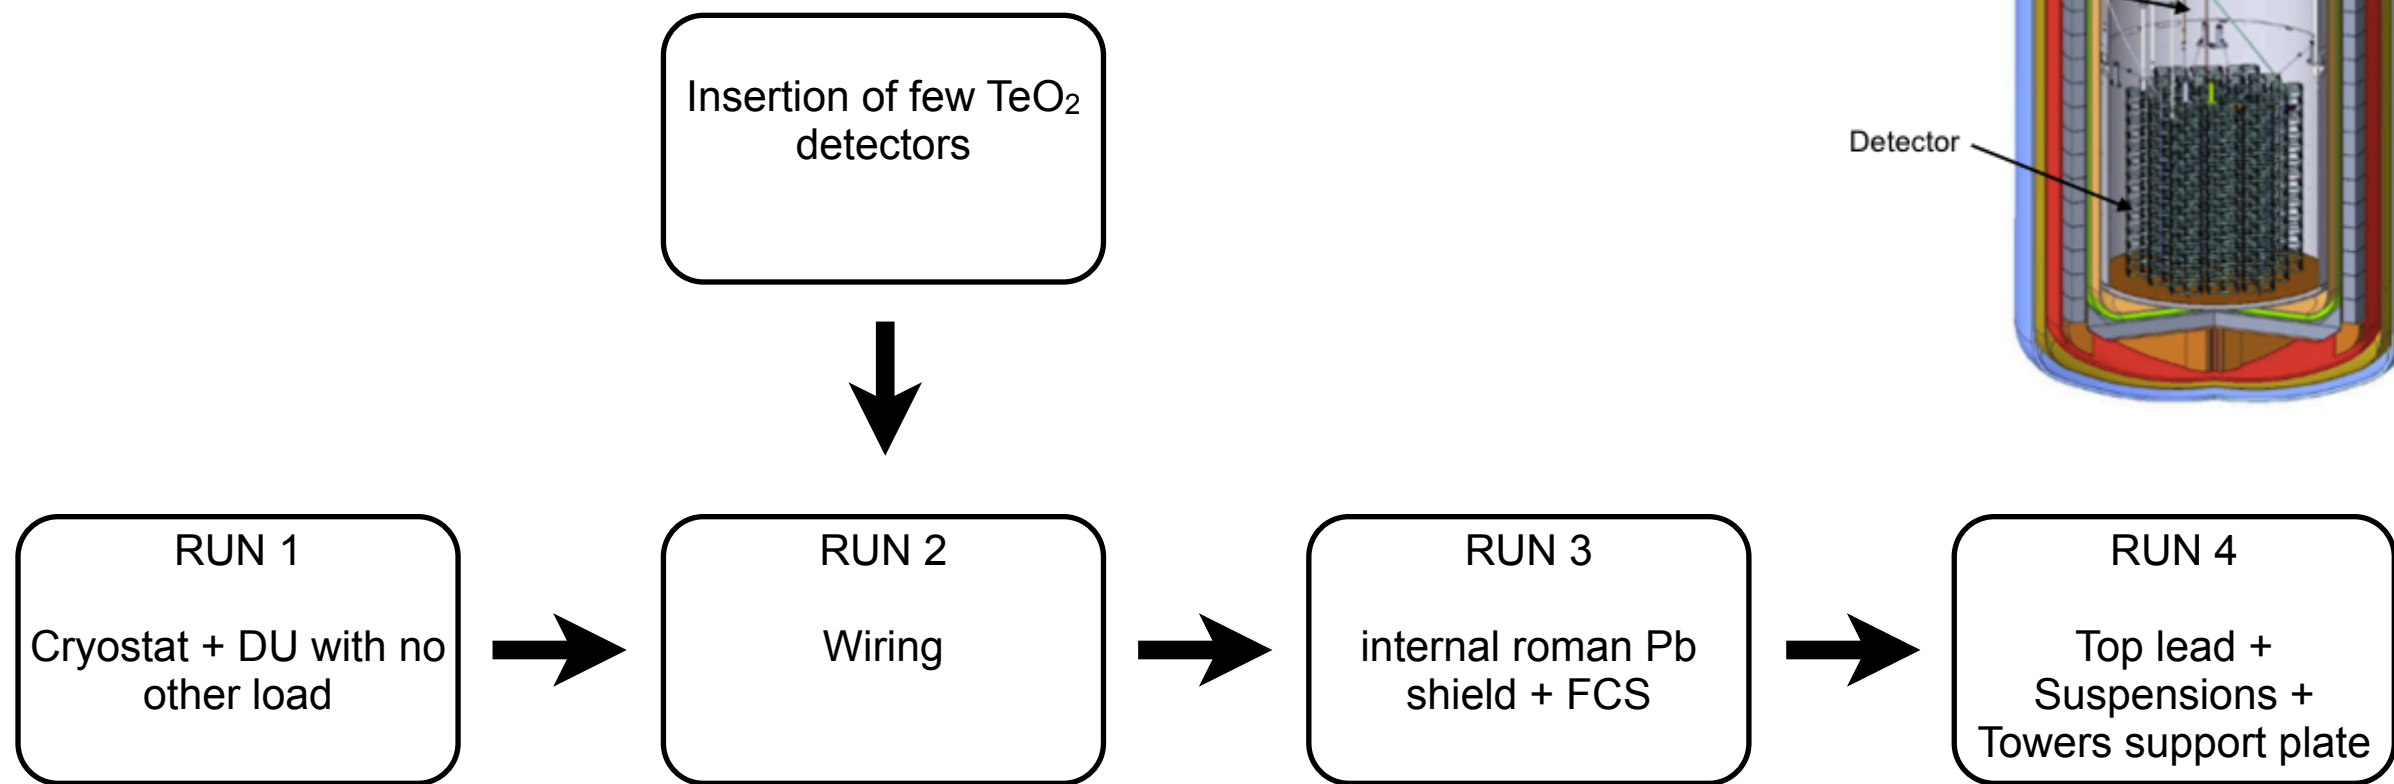 Insertion of few TeO₂
detectors
Detector
RUN 1
Cryostat + DU with no
other load
RUN 2
Wiring
RUN 3
internal roman Pb
shield + FCS
RUN 4
Top lead +
Suspensions +
Towers support plate